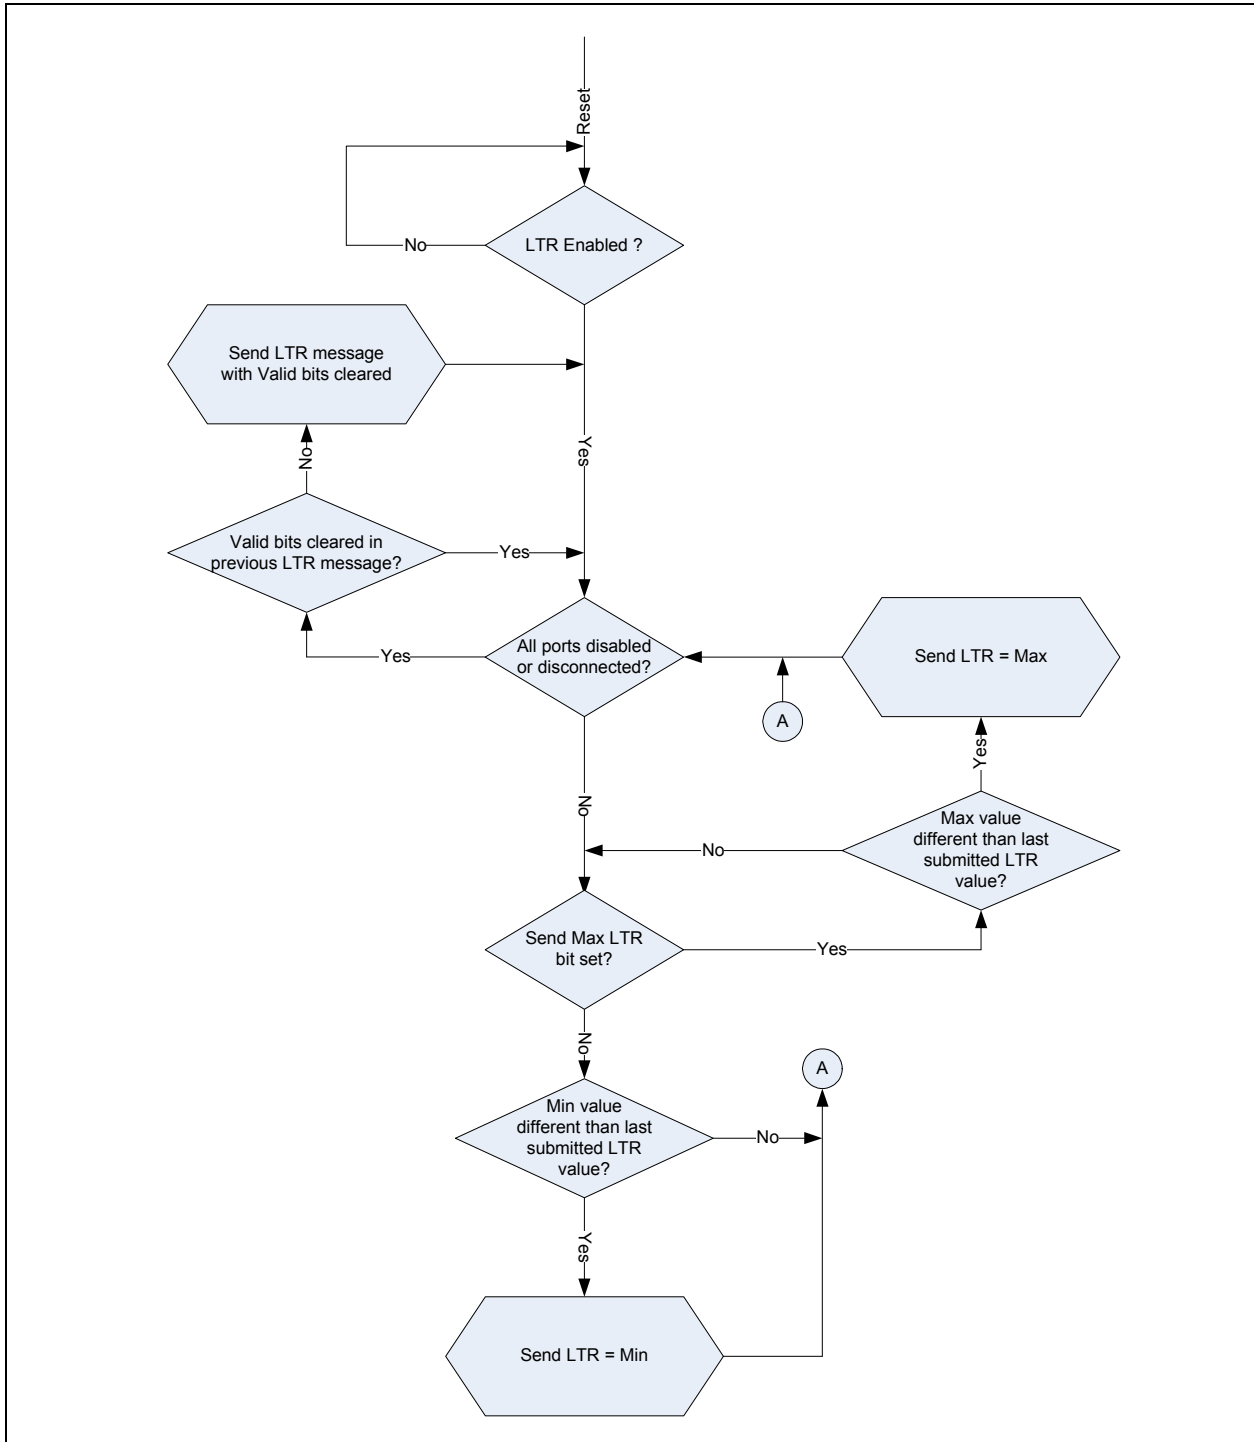 Reset
LTR Enabled ?
No
Send LTR message
with Valid bits cleared
Yes
No
Valid bits cleared in
previous LTR message?
Yes
All ports disabled
or disconnected?
Yes
Send LTR = Max
A
Yes
No
Max value
different than last
submitted LTR
value?
No
Send Max LTR
bit set?
Yes
No
A
Min value
different than last
submitted LTR
value?
No
Yes
Send LTR = Min